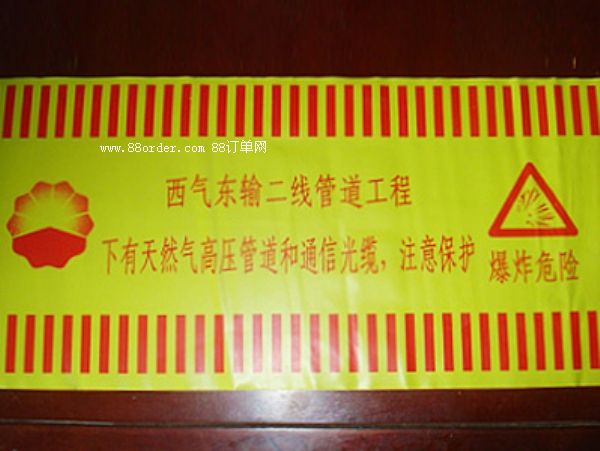 www.88order.com 88订单网
西气东输二线管道工程
下有天然气高压管道和通信光缆，注意保护
爆炸危险